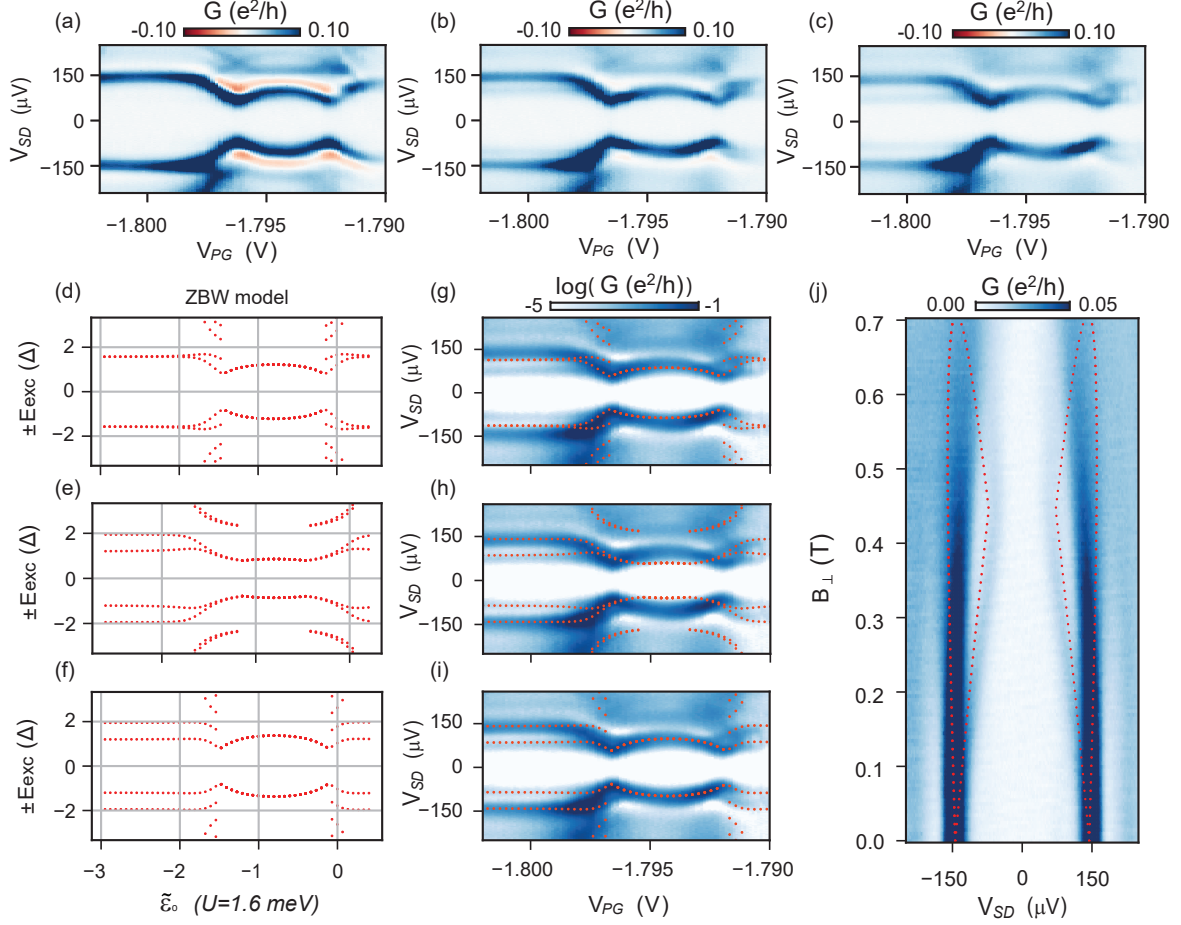 (a) G (e²/h) -0.10 0.10
(b) G (e²/h) -0.10 0.10
(c) G (e²/h) -0.10 0.10
V_SD (μV) 150 0 −150
V_SD (μV) 150 0 −150
V_SD (μV) 150 0 −150
−1.800 −1.795 −1.790
−1.800 −1.795 −1.790
−1.800 −1.795 −1.790
V_PG (V)
V_PG (V)
V_PG (V)
(d) ZBW model
±Eexc (Δ) 2 0 −2
(e)
±Eexc (Δ) 2 0 −2
(f)
±Eexc (Δ) 2 0 −2
−3 −2 −1 0
ε̃₀ (U=1.6 meV)
(g) log( G (e²/h)) -5 -1
V_SD (μV) 150 0 −150
(h)
V_SD (μV) 150 0 −150
(i)
V_SD (μV) 150 0 −150
−1.800 −1.795 −1.790
V_PG (V)
(j) G (e²/h)
0.00 0.05
B⊥ (T)
0.7
0.6
0.5
0.4
0.3
0.2
0.1
0.0
−150 0 150
V_SD (μV)